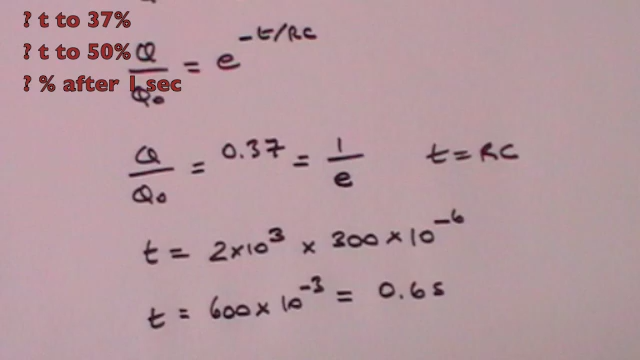 ? t to 37%
? t to 50%
? % after 1 sec
Q/Q₀ = e^(-t/RC)
Q/Q₀ = 0.37 = 1/e   t = RC
t = 2×10³ × 300×10⁻⁶
t = 600×10⁻³ = 0.6s